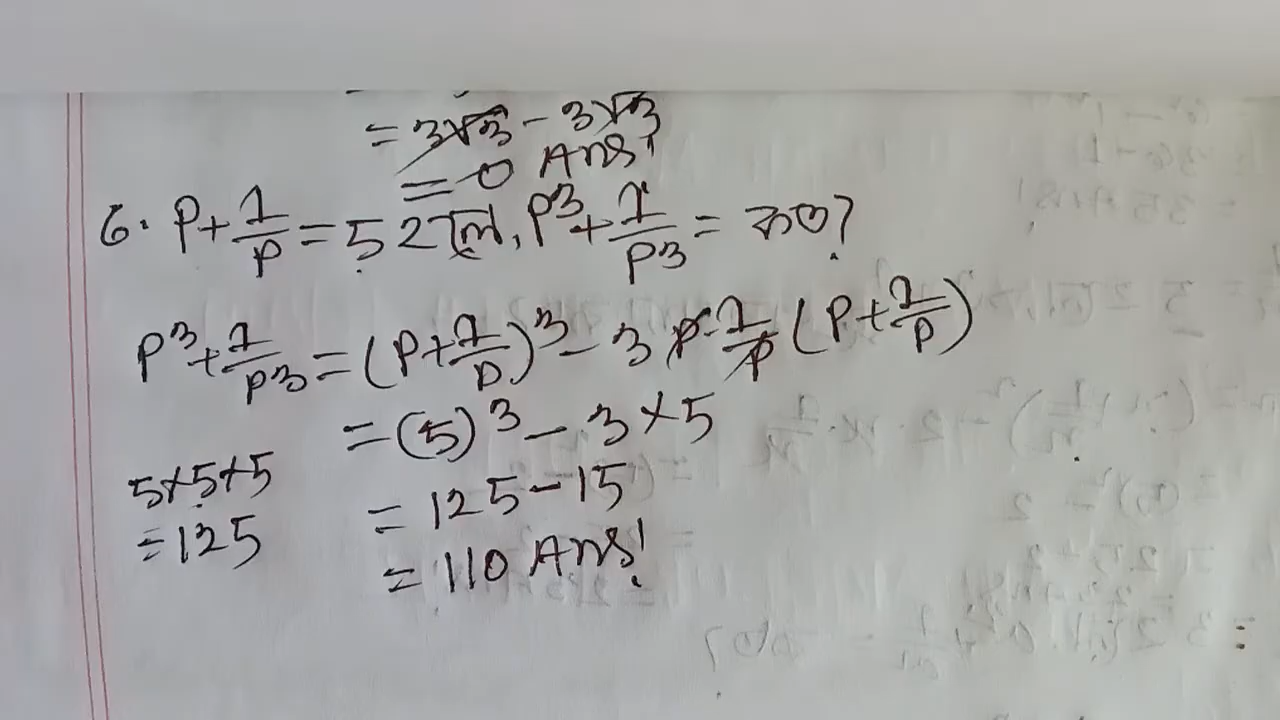 = 3√3 - 3√3
= 0 Ans!
6. P + 1/P = 5 হলে, P³ + 1/P³ = কত?
P³ + 1/P³ = (P + 1/P)³ - 3 P · 1/P (P + 1/P)
= (5)³ - 3 × 5
5×5×5 = 125 - 15
= 125 = 110 Ans!